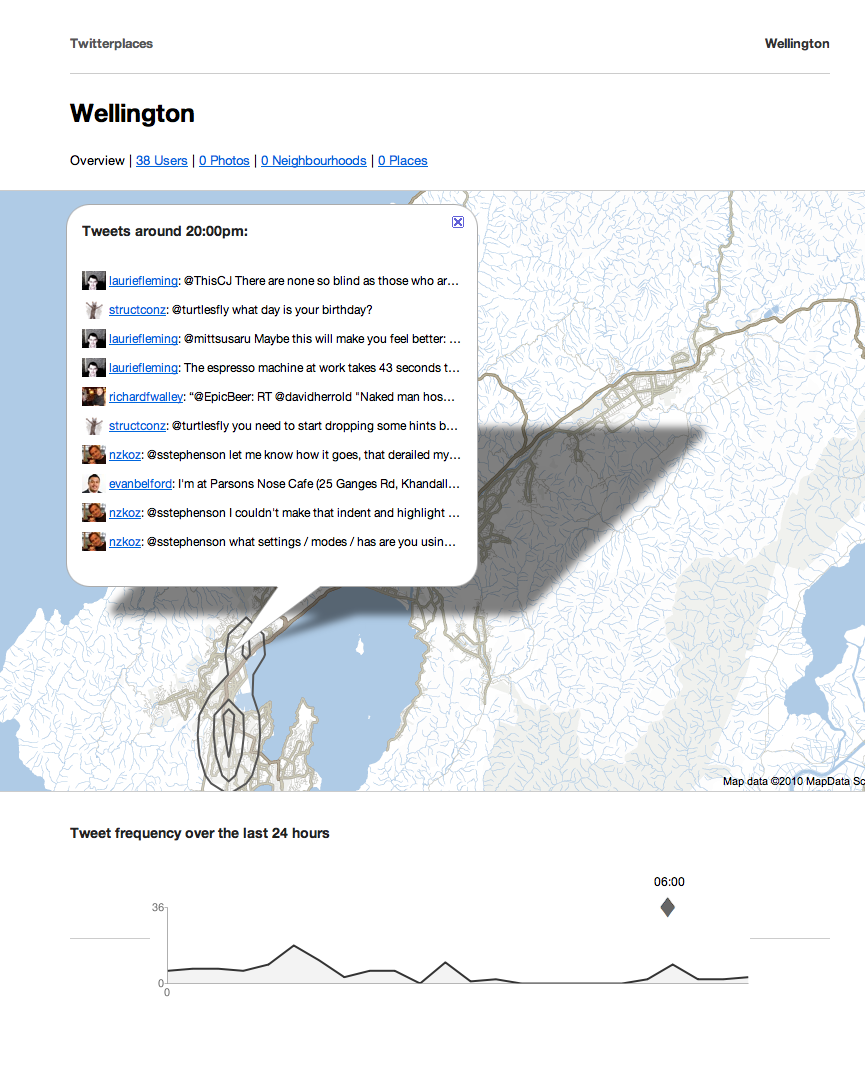 Twitterplaces Wellington
Wellington
Overview | 38 Users | 0 Photos | 0 Neighbourhoods | 0 Places
Tweets around 20:00pm:
lauriefleming: @ThisCJ There are none so blind as those who ar...
structconz: @turtlesfly what day is your birthday?
lauriefleming: @mittsusaru Maybe this will make you feel better: ...
lauriefleming: The espresso machine at work takes 43 seconds t...
richardfwalley: "@EpicBeer: RT @davidherrold "Naked man hos...
structconz: @turtlesfly you need to start dropping some hints b...
nzkoz: @sstephenson let me know how it goes, that derailed my...
evanbelford: I'm at Parsons Nose Cafe (25 Ganges Rd, Khandall...
nzkoz: @sstephenson I couldn't make that indent and highlight ...
nzkoz: @sstephenson what settings / modes / has are you usin...
Map data ©2010 MapData Sc
Tweet frequency over the last 24 hours
06:00
36
0
0